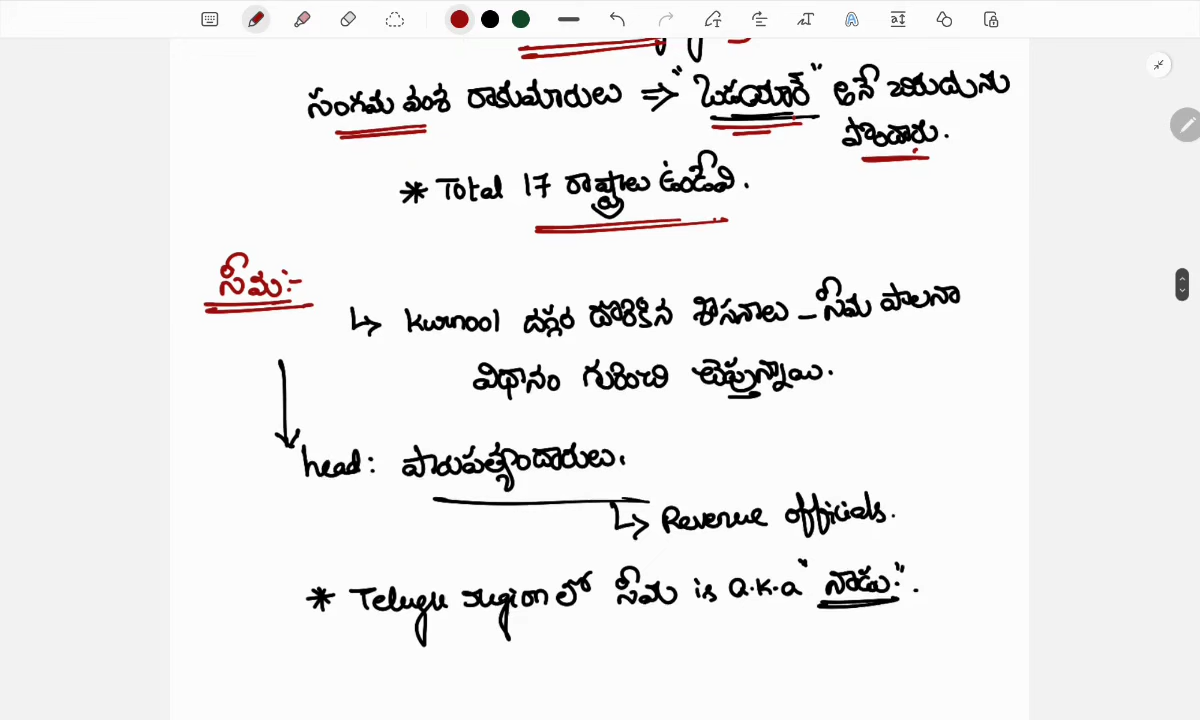 సంగమ వంశ రాకుమారులు => "ఒడయార్" అనే బిరుదును
పొందారు.
* Total 17 రాష్ట్రాలు ఉండేవి.
సీమ:-
↳ Kurnool దగ్గర దొరికిన శాసనాలు - సీమ పాలనా
విధానం గురించి చెప్తున్నాయి.
head: పారుపత్యందారులు.
↳ Revenue officials.
* Telugu region లో సీమ is a.k.a "నాడు".